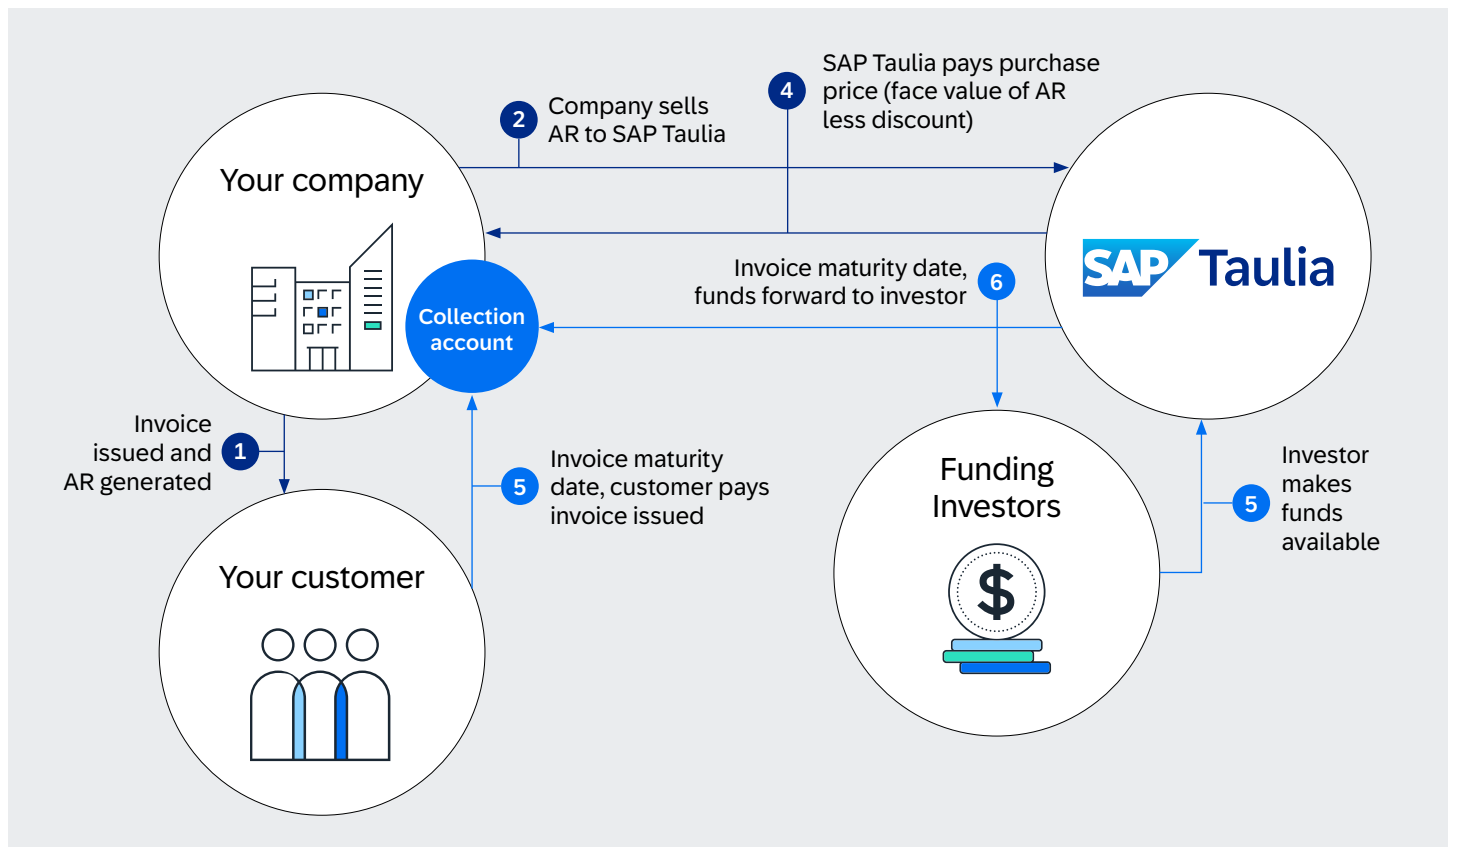 SAP Taulia pays purchase
price (face value of AR
less discount)
4
2
Company sells
AR to SAP Taulia
Your company
SAP Taulia
Invoice maturity date,
funds forward to investor
6
Collection
account
Invoice
issued and
AR generated
1
Invoice maturity
date, customer pays
invoice issued
5
Funding
Investors
$
5
Investor
makes
funds
available
Your customer